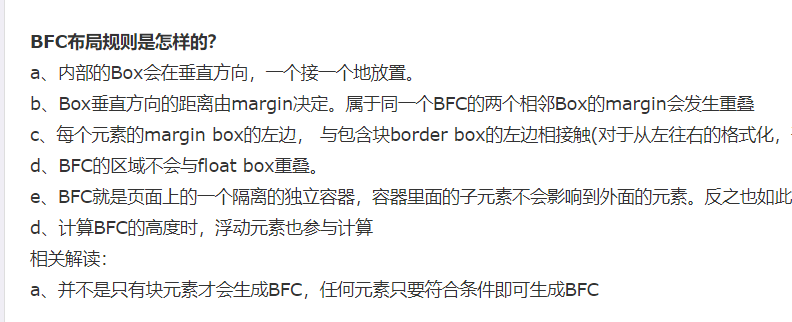 BFC布局规则是怎样的？
a、内部的Box会在垂直方向，一个接一个地放置。
b、Box垂直方向的距离由margin决定。属于同一个BFC的两个相邻Box的margin会发生重叠
c、每个元素的margin box的左边， 与包含块border box的左边相接触(对于从左往右的格式化，
d、BFC的区域不会与float box重叠。
e、BFC就是页面上的一个隔离的独立容器，容器里面的子元素不会影响到外面的元素。反之也如此
d、计算BFC的高度时，浮动元素也参与计算
相关解读：
a、并不是只有块元素才会生成BFC，任何元素只要符合条件即可生成BFC